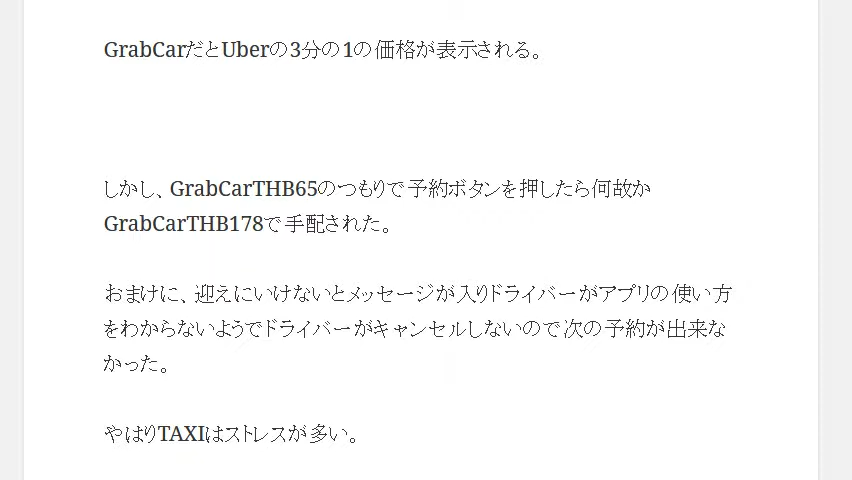 GrabCarだとUberの3分の1の価格が表示される。
しかし、GrabCarTHB65のつもりで予約ボタンを押したら何故か
GrabCarTHB178で手配された。
おまけに、迎えにいけないとメッセージが入りドライバーがアプリの使い方
をわからないようでドライバーがキャンセルしないので次の予約が出来な
かった。
やはりTAXIはストレスが多い。